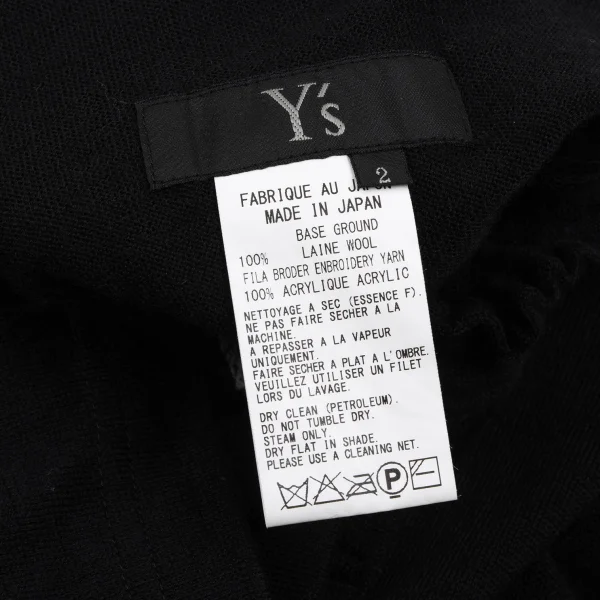 Y's
2
FABRIQUE AU JAPON
MADE IN JAPAN
BASE GROUND
100% LAINE WOOL
FILA BRODER ENBROIDERY YARN
100% ACRYLIQUE ACRYLIC
NETTOYAGE A SEC (ESSENCE F).
NE PAS FAIRE SECHER A LA
MACHINE.
A REPASSER A LA VAPEUR
UNIQUEMENT.
FAIRE SECHER A PLAT A L'OMBRE.
VEUILLEZ UTILISER UN FILET
LORS DU LAVAGE.
DRY CLEAN (PETROLEUM).
DO NOT TUMBLE DRY.
STEAM ONLY.
DRY FLAT IN SHADE.
PLEASE USE A CLEANING NET.
P